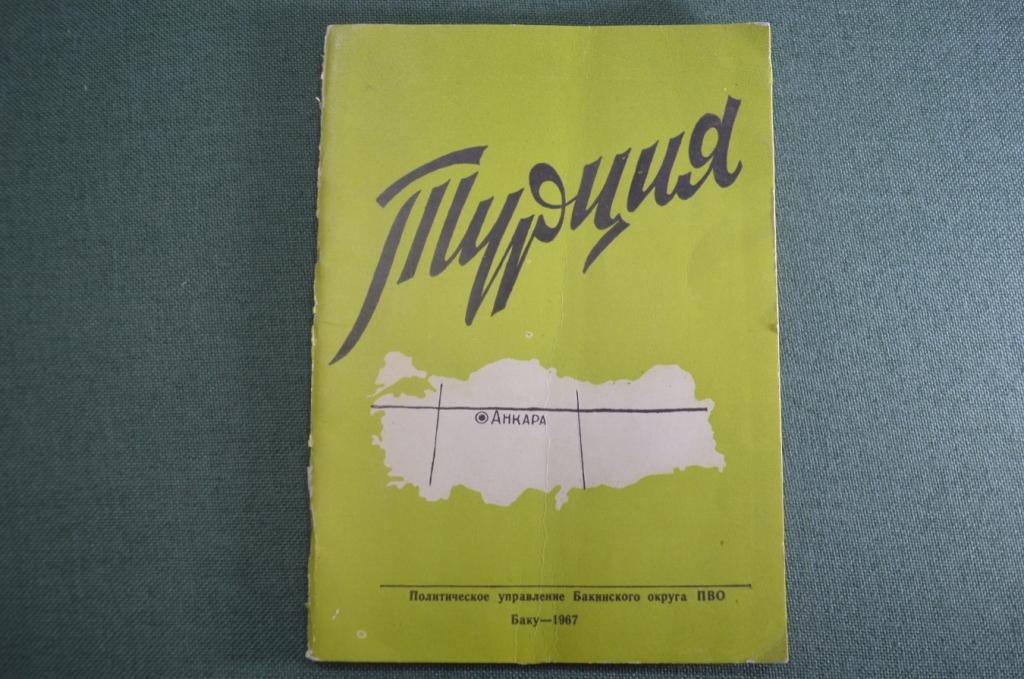 Турция
АНКАРА
Политическое управление Бакинского округа ПВО
Баку—1967